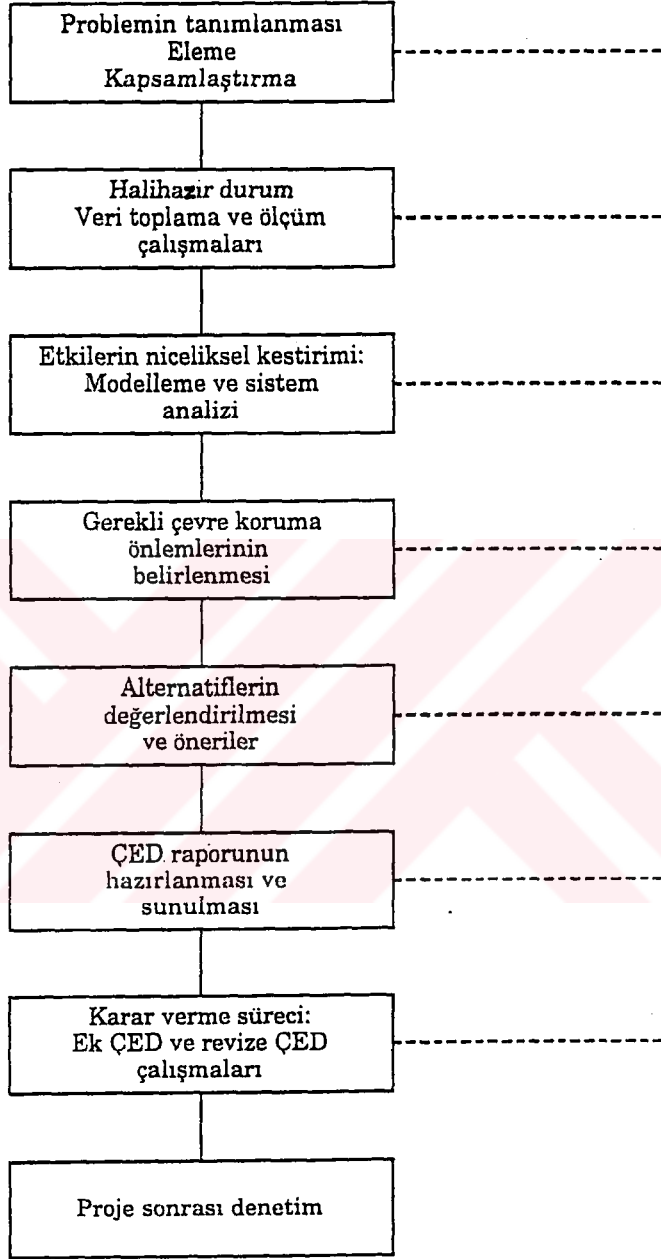 Problemin tanımlanması
Eleme
Kapsamlaştırma
Halihazir durum
Veri toplama ve ölçüm
çalışmaları
Etkilerin niceliksel kestirimi:
Modelleme ve sistem
analizi
Gerekli çevre koruma
önlemlerinin
belirlenmesi
Alternatiflerin
değerlendirilmesi
ve öneriler
ÇED raporunun
hazırlanması ve
sunulması
Karar verme süreci:
Ek ÇED ve revize ÇED
çalışmaları
Proje sonrası denetim